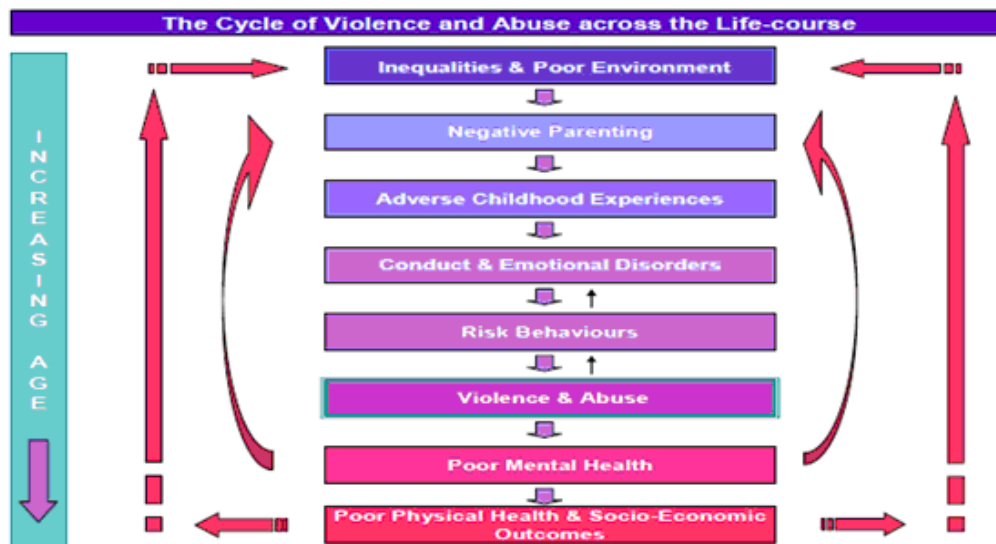 The Cycle of Violence and Abuse across the Life-course
INCREASING AGE
Inequalities & Poor Environment
Negative Parenting
Adverse Childhood Experiences
Conduct & Emotional Disorders
Risk Behaviours
Violence & Abuse
Poor Mental Health
Poor Physical Health & Socio-Economic
Outcomes